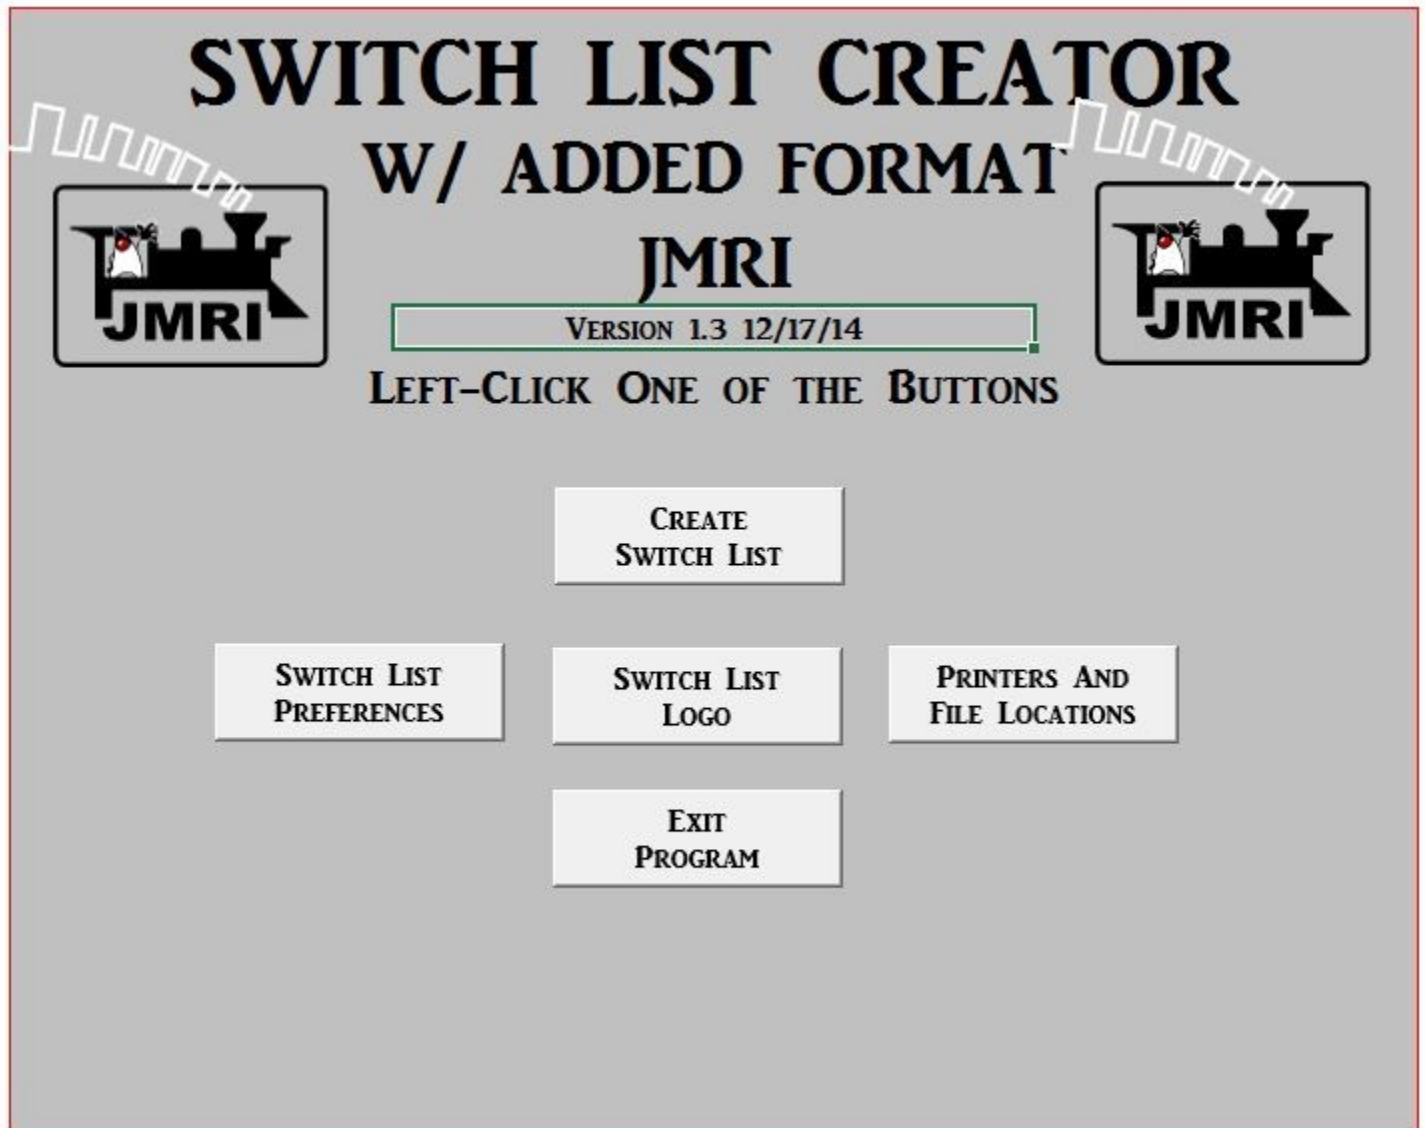 SWITCH LIST CREATOR
W/ ADDED FORMAT
JMRI
JMRI
JMRI
VERSION 1.3 12/17/14
LEFT-CLICK ONE OF THE BUTTONS
CREATE
SWITCH LIST
SWITCH LIST
PREFERENCES
SWITCH LIST
LOGO
PRINTERS AND
FILE LOCATIONS
EXIT
PROGRAM